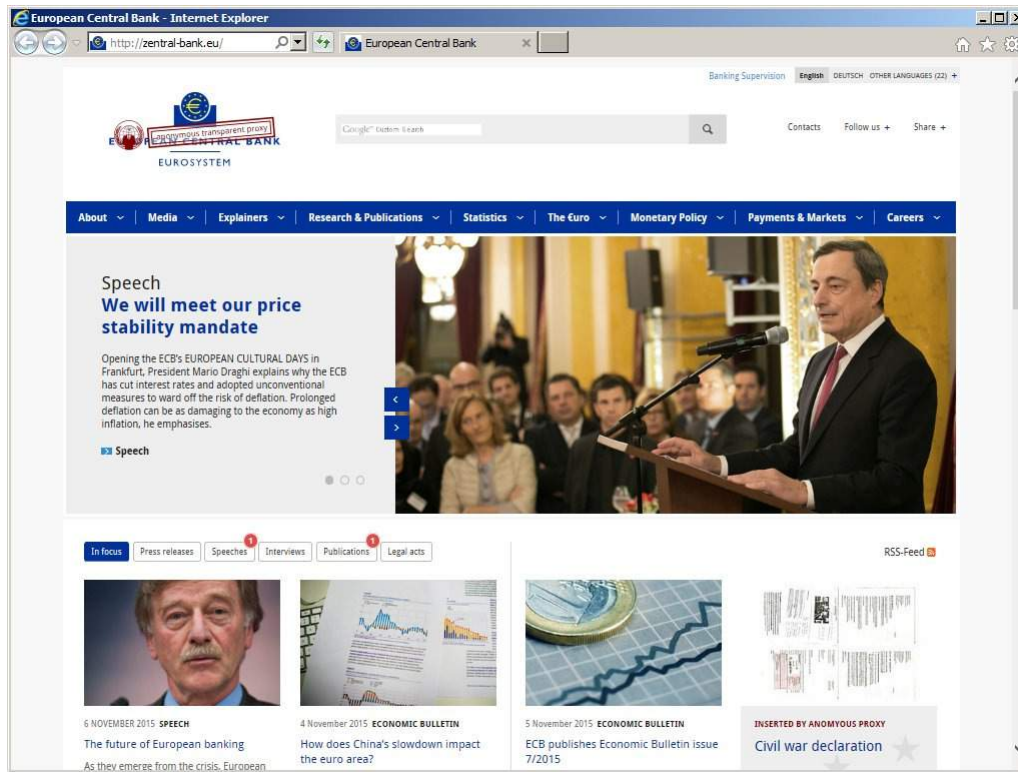 European Central Bank - Internet Explorer
http://zentral-bank.eu/
European Central Bank
Banking Supervision English DEUTSCH OTHER LANGUAGES (22) +
anonymous transparent proxy
EUROPEAN CENTRAL BANK
EUROSYSTEM
Google™ Custom Search
Contacts Follow us + Share +
About Media Explainers Research & Publications Statistics The €uro Monetary Policy Payments & Markets Careers
Speech
We will meet our price
stability mandate
Opening the ECB's EUROPEAN CULTURAL DAYS in
Frankfurt, President Mario Draghi explains why the ECB
has cut interest rates and adopted unconventional
measures to ward off the risk of deflation. Prolonged
deflation can be as damaging to the economy as high
inflation, he emphasises.
Speech
In focus Press releases Speeches 1 Interviews Publications 1 Legal acts
RSS-Feed
6 NOVEMBER 2015 SPEECH
The future of European banking
As they emerge from the crisis, European
4 November 2015 ECONOMIC BULLETIN
How does China's slowdown impact
the euro area?
5 November 2015 ECONOMIC BULLETIN
ECB publishes Economic Bulletin issue
7/2015
INSERTED BY ANOMYOUS PROXY
Civil war declaration